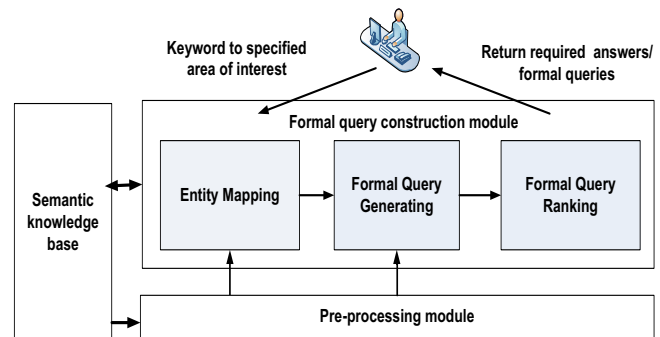 Keyword to specified
area of interest
Return required answers/
formal queries
Formal query construction module
Semantic
knowledge
base
Entity Mapping
Formal Query
Generating
Formal Query
Ranking
Pre-processing module